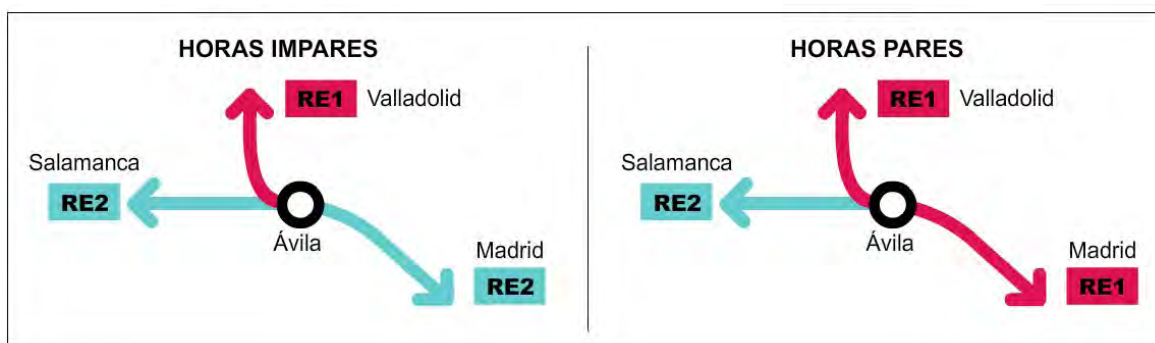 HORAS IMPARES
RE1 Valladolid
Salamanca
RE2
Ávila
Madrid
RE2
HORAS PARES
RE1 Valladolid
Salamanca
RE2
Ávila
Madrid
RE1